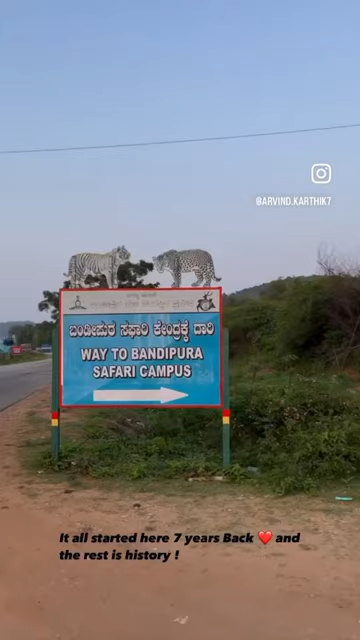 @ARVIND.KARTHIK7
ಬಂಡೀಪುರ ಸಫಾರಿ ಕೇಂದ್ರಕ್ಕೆ ದಾರಿ
WAY TO BANDIPURA
SAFARI CAMPUS
It all started here 7 years Back ❤️ and
the rest is history !